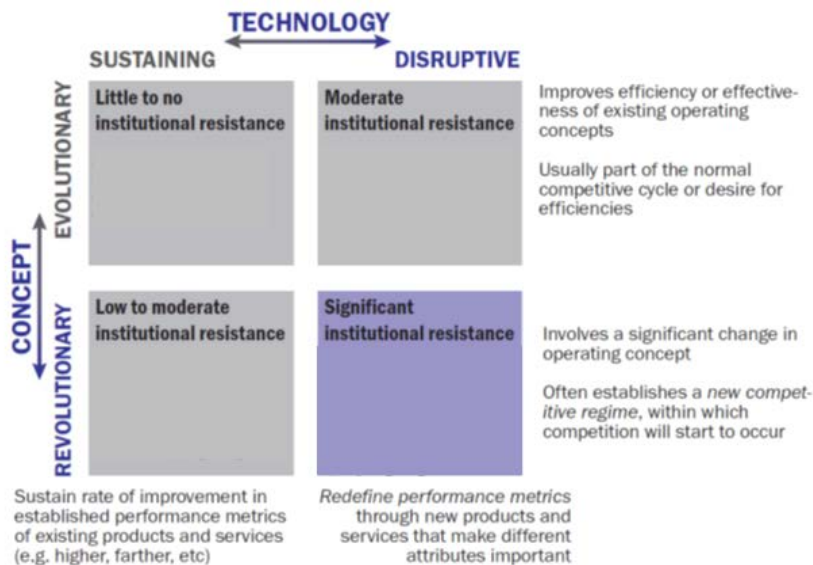 TECHNOLOGY
SUSTAINING
DISRUPTIVE
CONCEPT
EVOLUTIONARY
Little to no
institutional resistance
Moderate
institutional resistance
Improves efficiency or effective-
ness of existing operating
concepts
Usually part of the normal
competitive cycle or desire for
efficiencies
REVOLUTIONARY
Low to moderate
institutional resistance
Significant
institutional resistance
Involves a significant change in
operating concept
Often establishes a new compet-
itive regime, within which
competition will start to occur
Sustain rate of improvement in
established performance metrics
of existing products and services
(e.g. higher, farther, etc)
Redefine performance metrics
through new products and
services that make different
attributes important